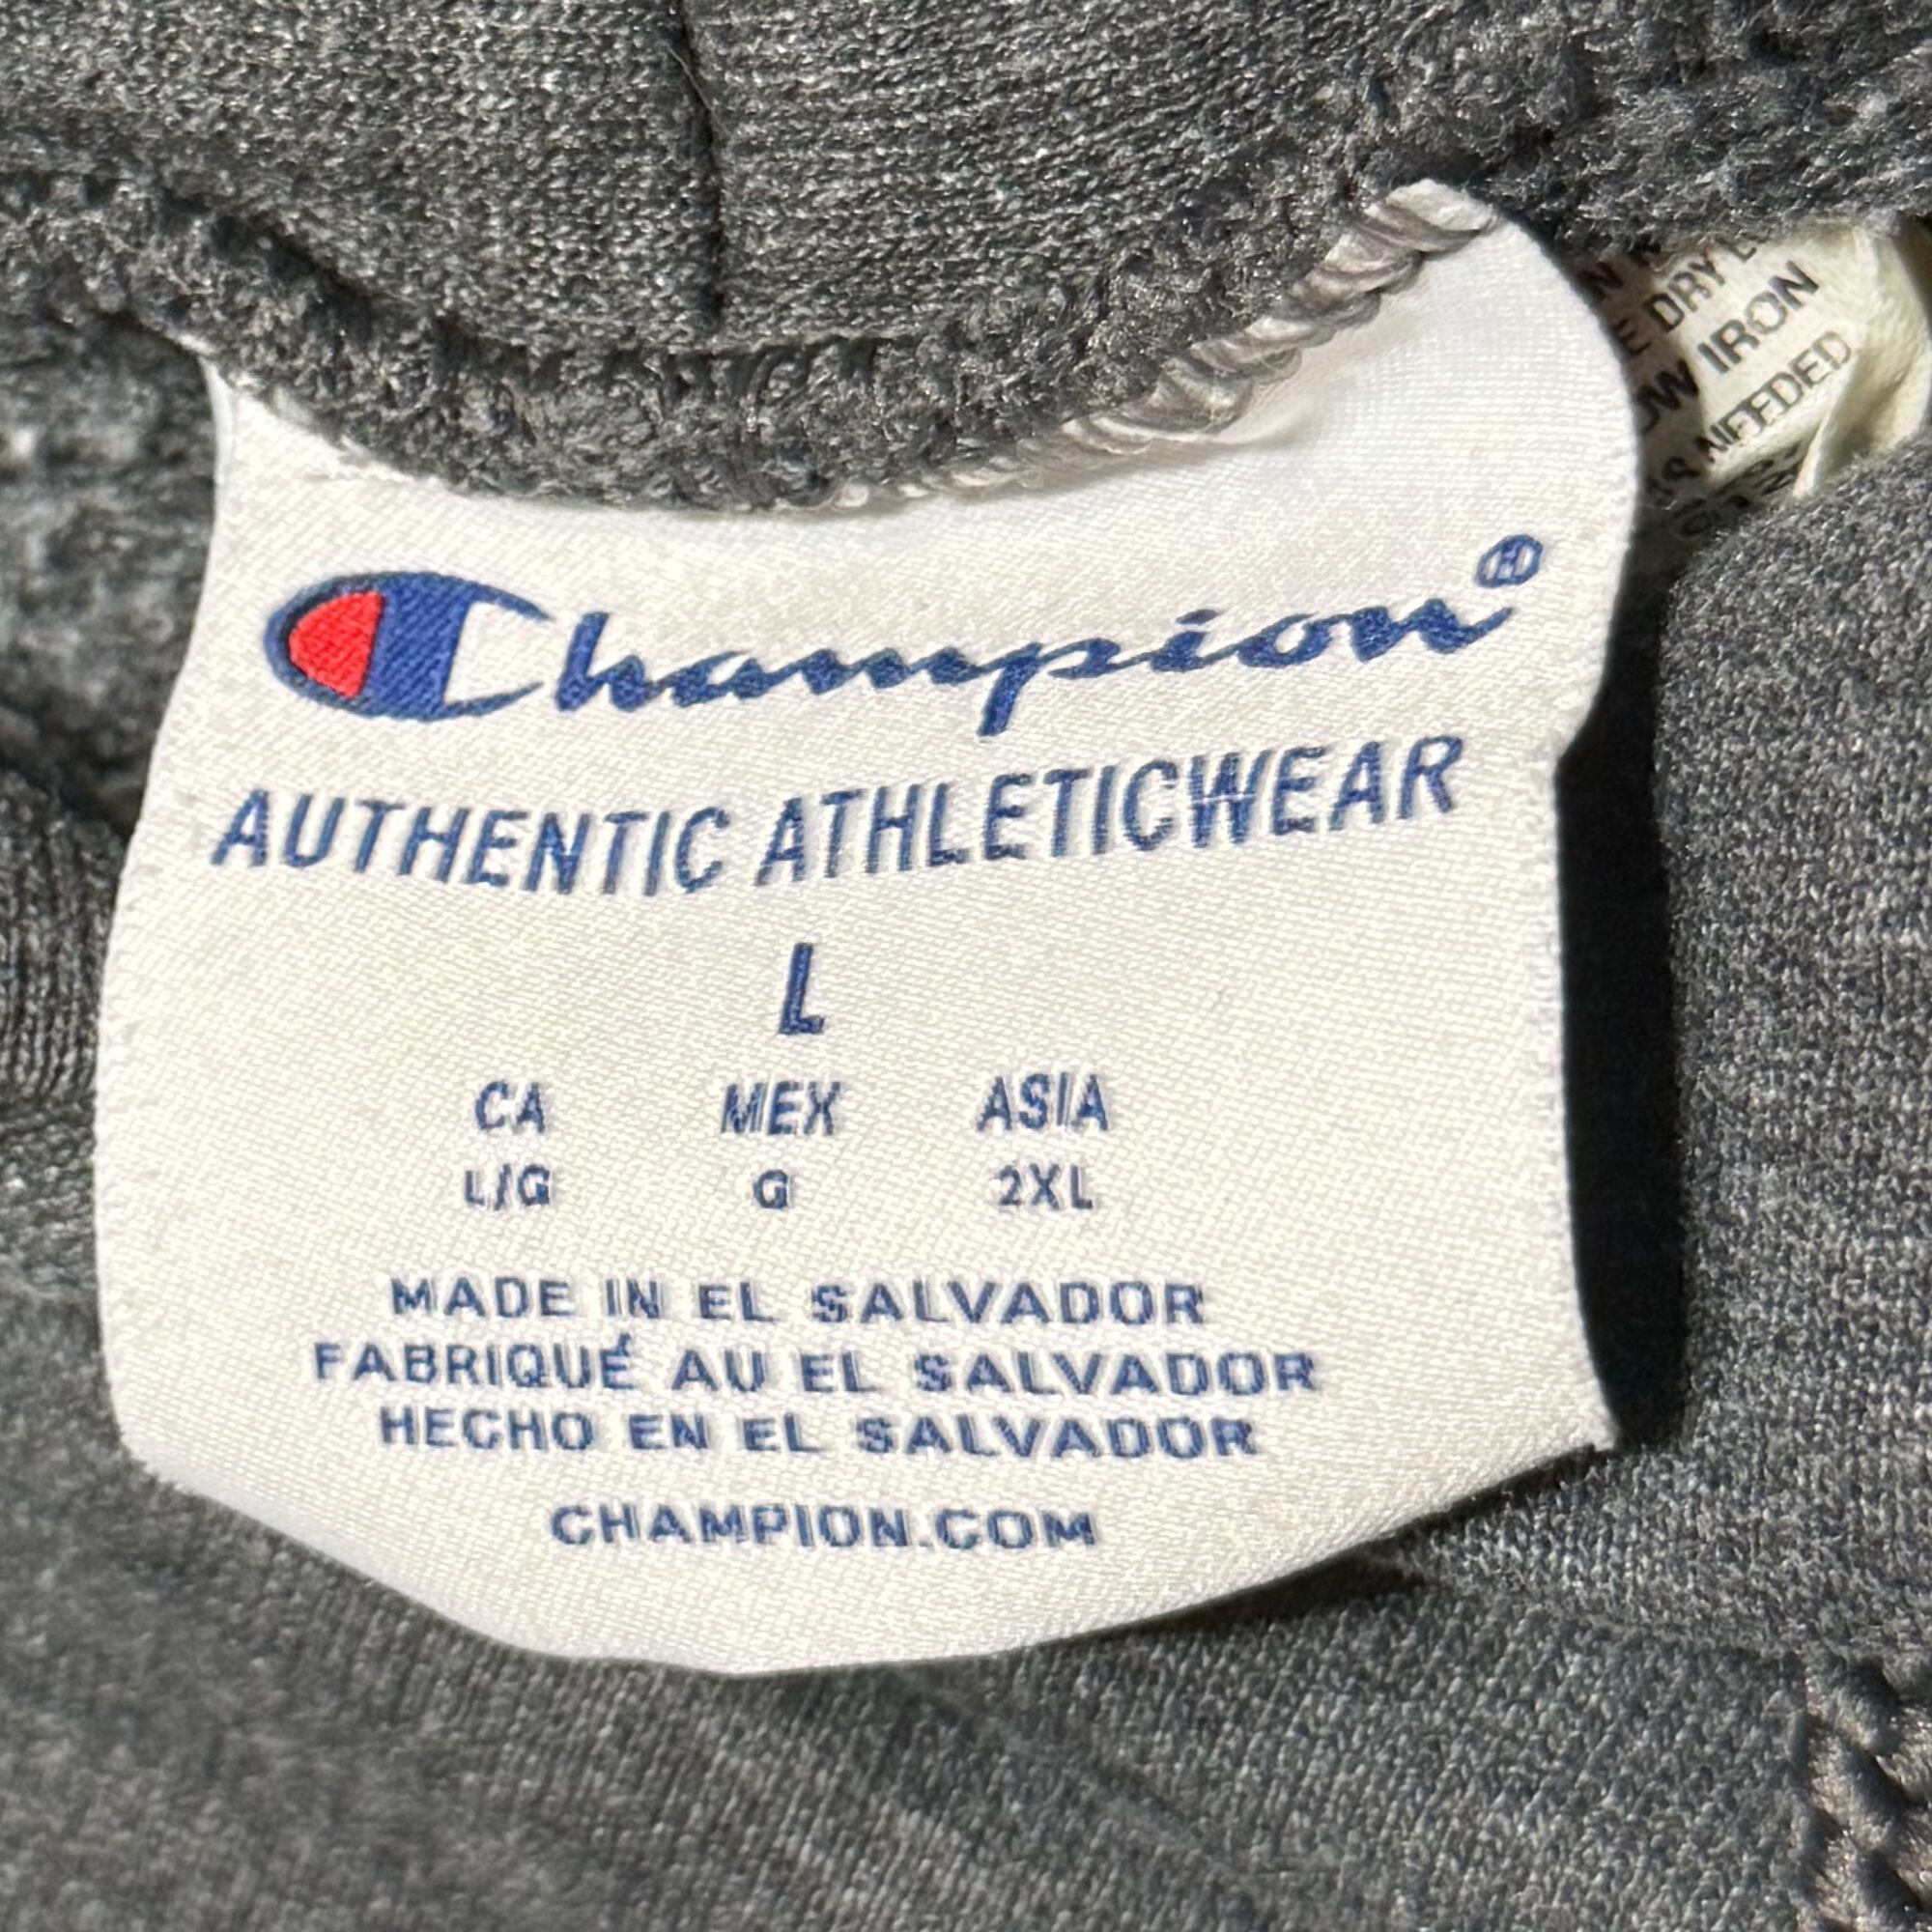 Champion®
AUTHENTIC ATHLETICWEAR
L
CA MEX ASIA
L/G G 2XL
MADE IN EL SALVADOR
FABRIQUÉ AU EL SALVADOR
HECHO EN EL SALVADOR
CHAMPION.COM
DRY
IRON
NEEDED